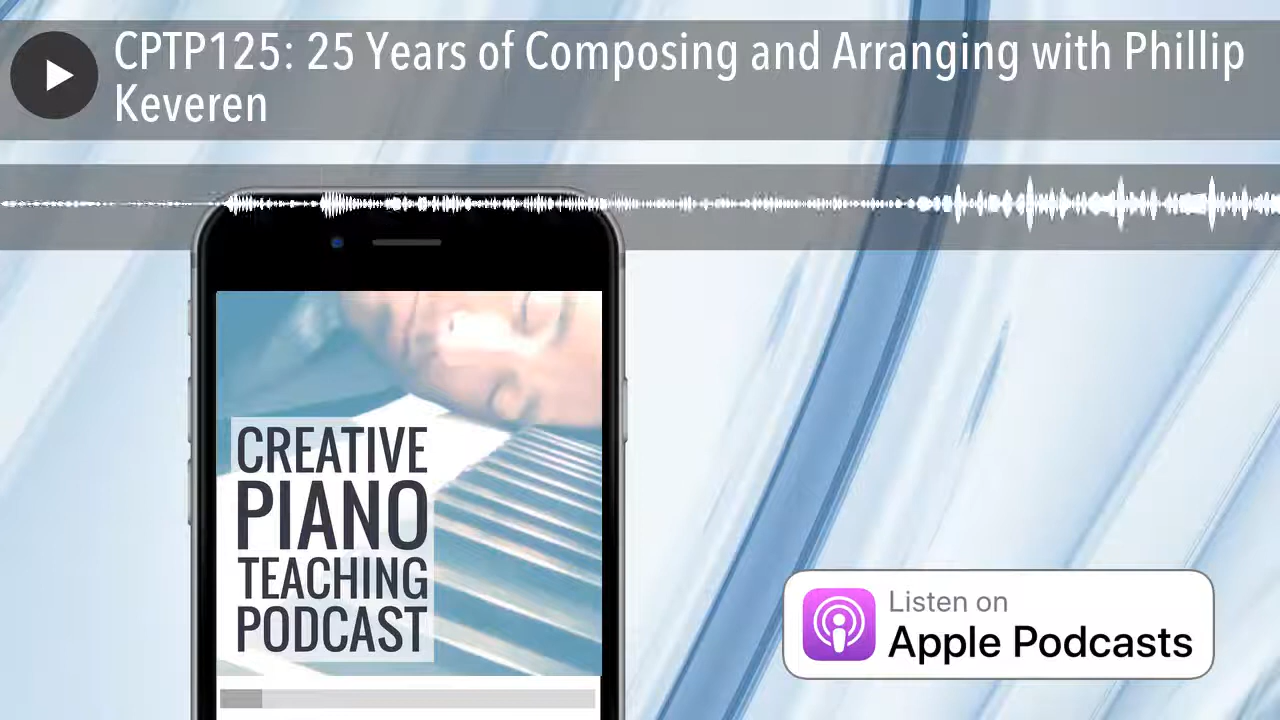 CPTP125: 25 Years of Composing and Arranging with Phillip
Keveren
CREATIVE
PIANO
TEACHING
PODCAST
Listen on
Apple Podcasts